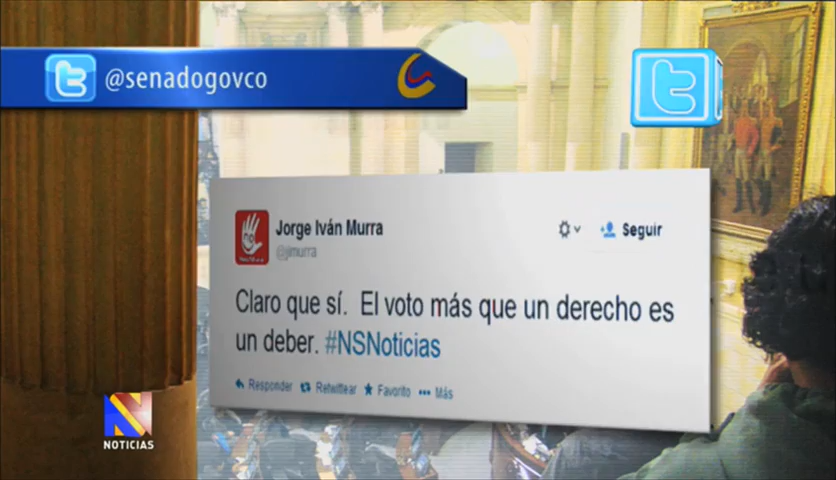 @senadogovco
Jorge Iván Murra
@jimurra
Seguir
Claro que sí. El voto más que un derecho es
un deber. #NSNoticias
Responder Retwittear Favorito Más
N
NOTICIAS